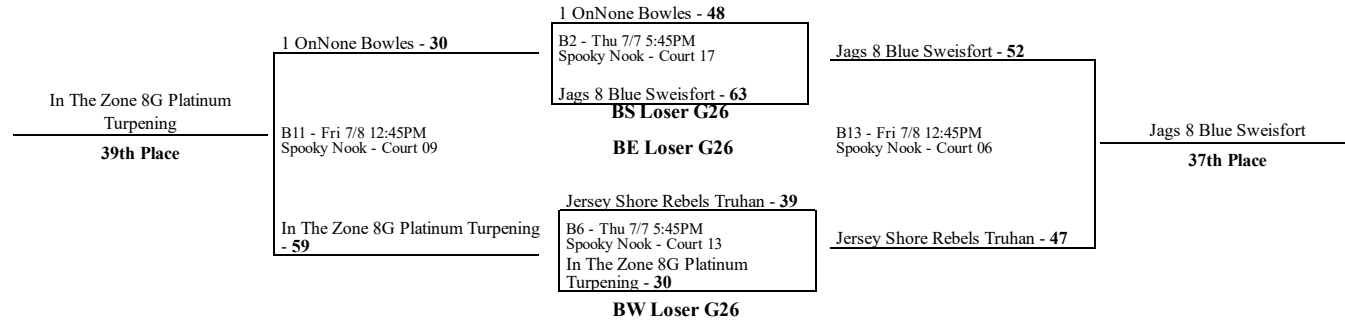 1 OnNone Bowles - 48
1 OnNone Bowles - 30
B2 - Thu 7/7 5:45PM
Spooky Nook - Court 17
Jags 8 Blue Sweisfort - 52
In The Zone 8G Platinum
Turpening
Jags 8 Blue Sweisfort - 63
BS Loser G26
39th Place
B11 - Fri 7/8 12:45PM
Spooky Nook - Court 09
BE Loser G26
B13 - Fri 7/8 12:45PM
Spooky Nook - Court 06
Jags 8 Blue Sweisfort
37th Place
Jersey Shore Rebels Truhan - 39
In The Zone 8G Platinum Turpening
- 59
B6 - Thu 7/7 5:45PM
Spooky Nook - Court 13
Jersey Shore Rebels Truhan - 47
In The Zone 8G Platinum
Turpening - 30
BW Loser G26